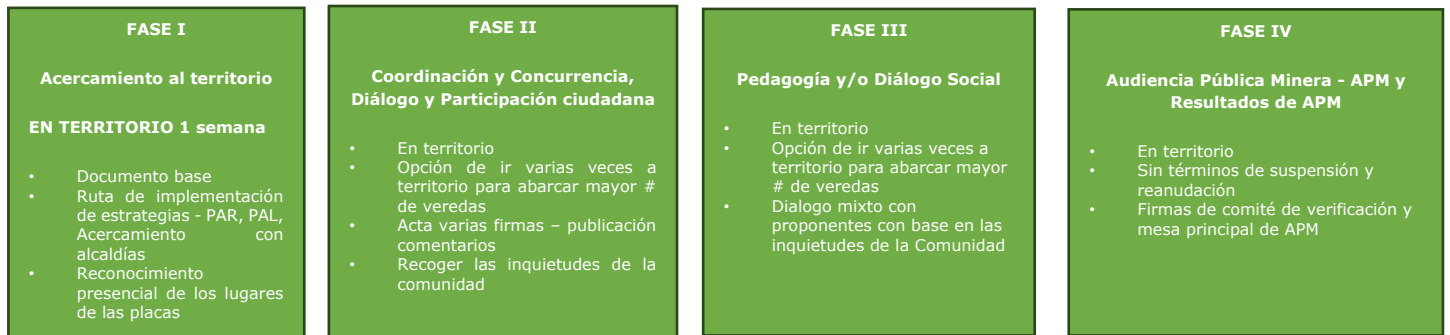 FASE I
Acercamiento al territorio
EN TERRITORIO 1 semana
• Documento base
• Ruta de implementación
de estrategias - PAR, PAL,
Acercamiento con
alcaldías
• Reconocimiento
presencial de los lugares
de las placas
FASE II
Coordinación y Concurrencia,
Diálogo y Participación ciudadana
• En territorio
• Opción de ir varias veces a
territorio para abarcar mayor #
de veredas
• Acta varias firmas – publicación
comentarios
• Recoger las inquietudes de la
comunidad
FASE III
Pedagogía y/o Diálogo Social
• En territorio
• Opción de ir varias veces a
territorio para abarcar mayor
# de veredas
• Dialogo mixto con
proponentes con base en las
inquietudes de la Comunidad
FASE IV
Audiencia Pública Minera - APM y
Resultados de APM
• En territorio
• Sin términos de suspensión y
reanudación
• Firmas de comité de verificación y
mesa principal de APM